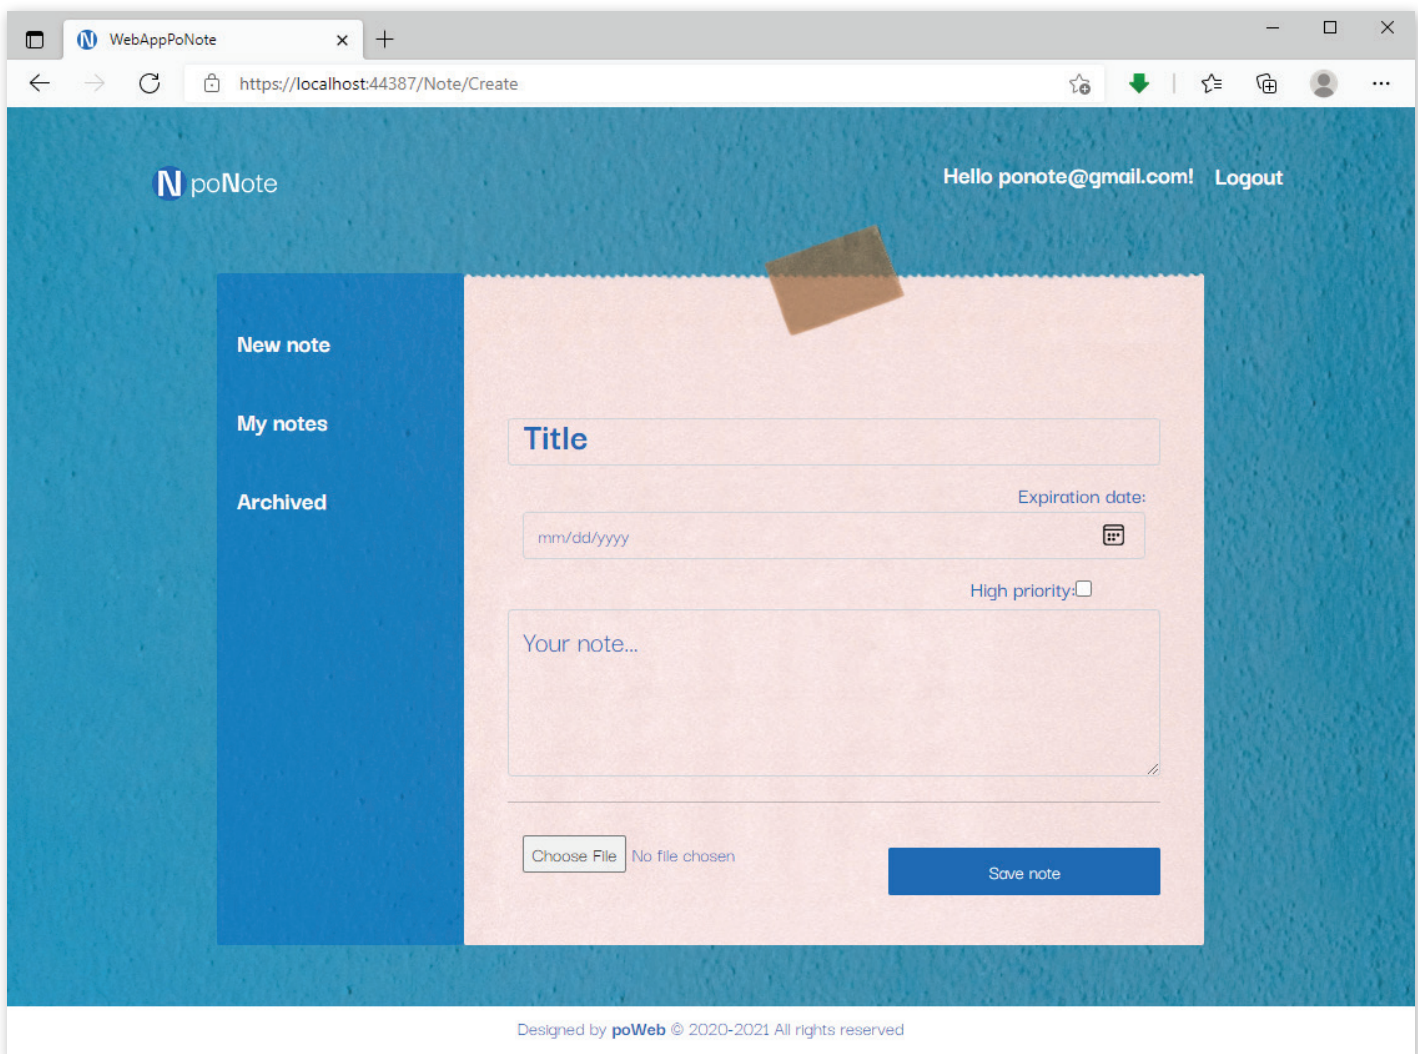 WebAppPoNote
https://localhost:44387/Note/Create
N poNote
Hello ponote@gmail.com! Logout
New note
My notes
Archived
Title
Expiration date:
mm/dd/yyyy
High priority:
Your note...
Choose File No file chosen
Save note
Designed by poWeb © 2020-2021 All rights reserved